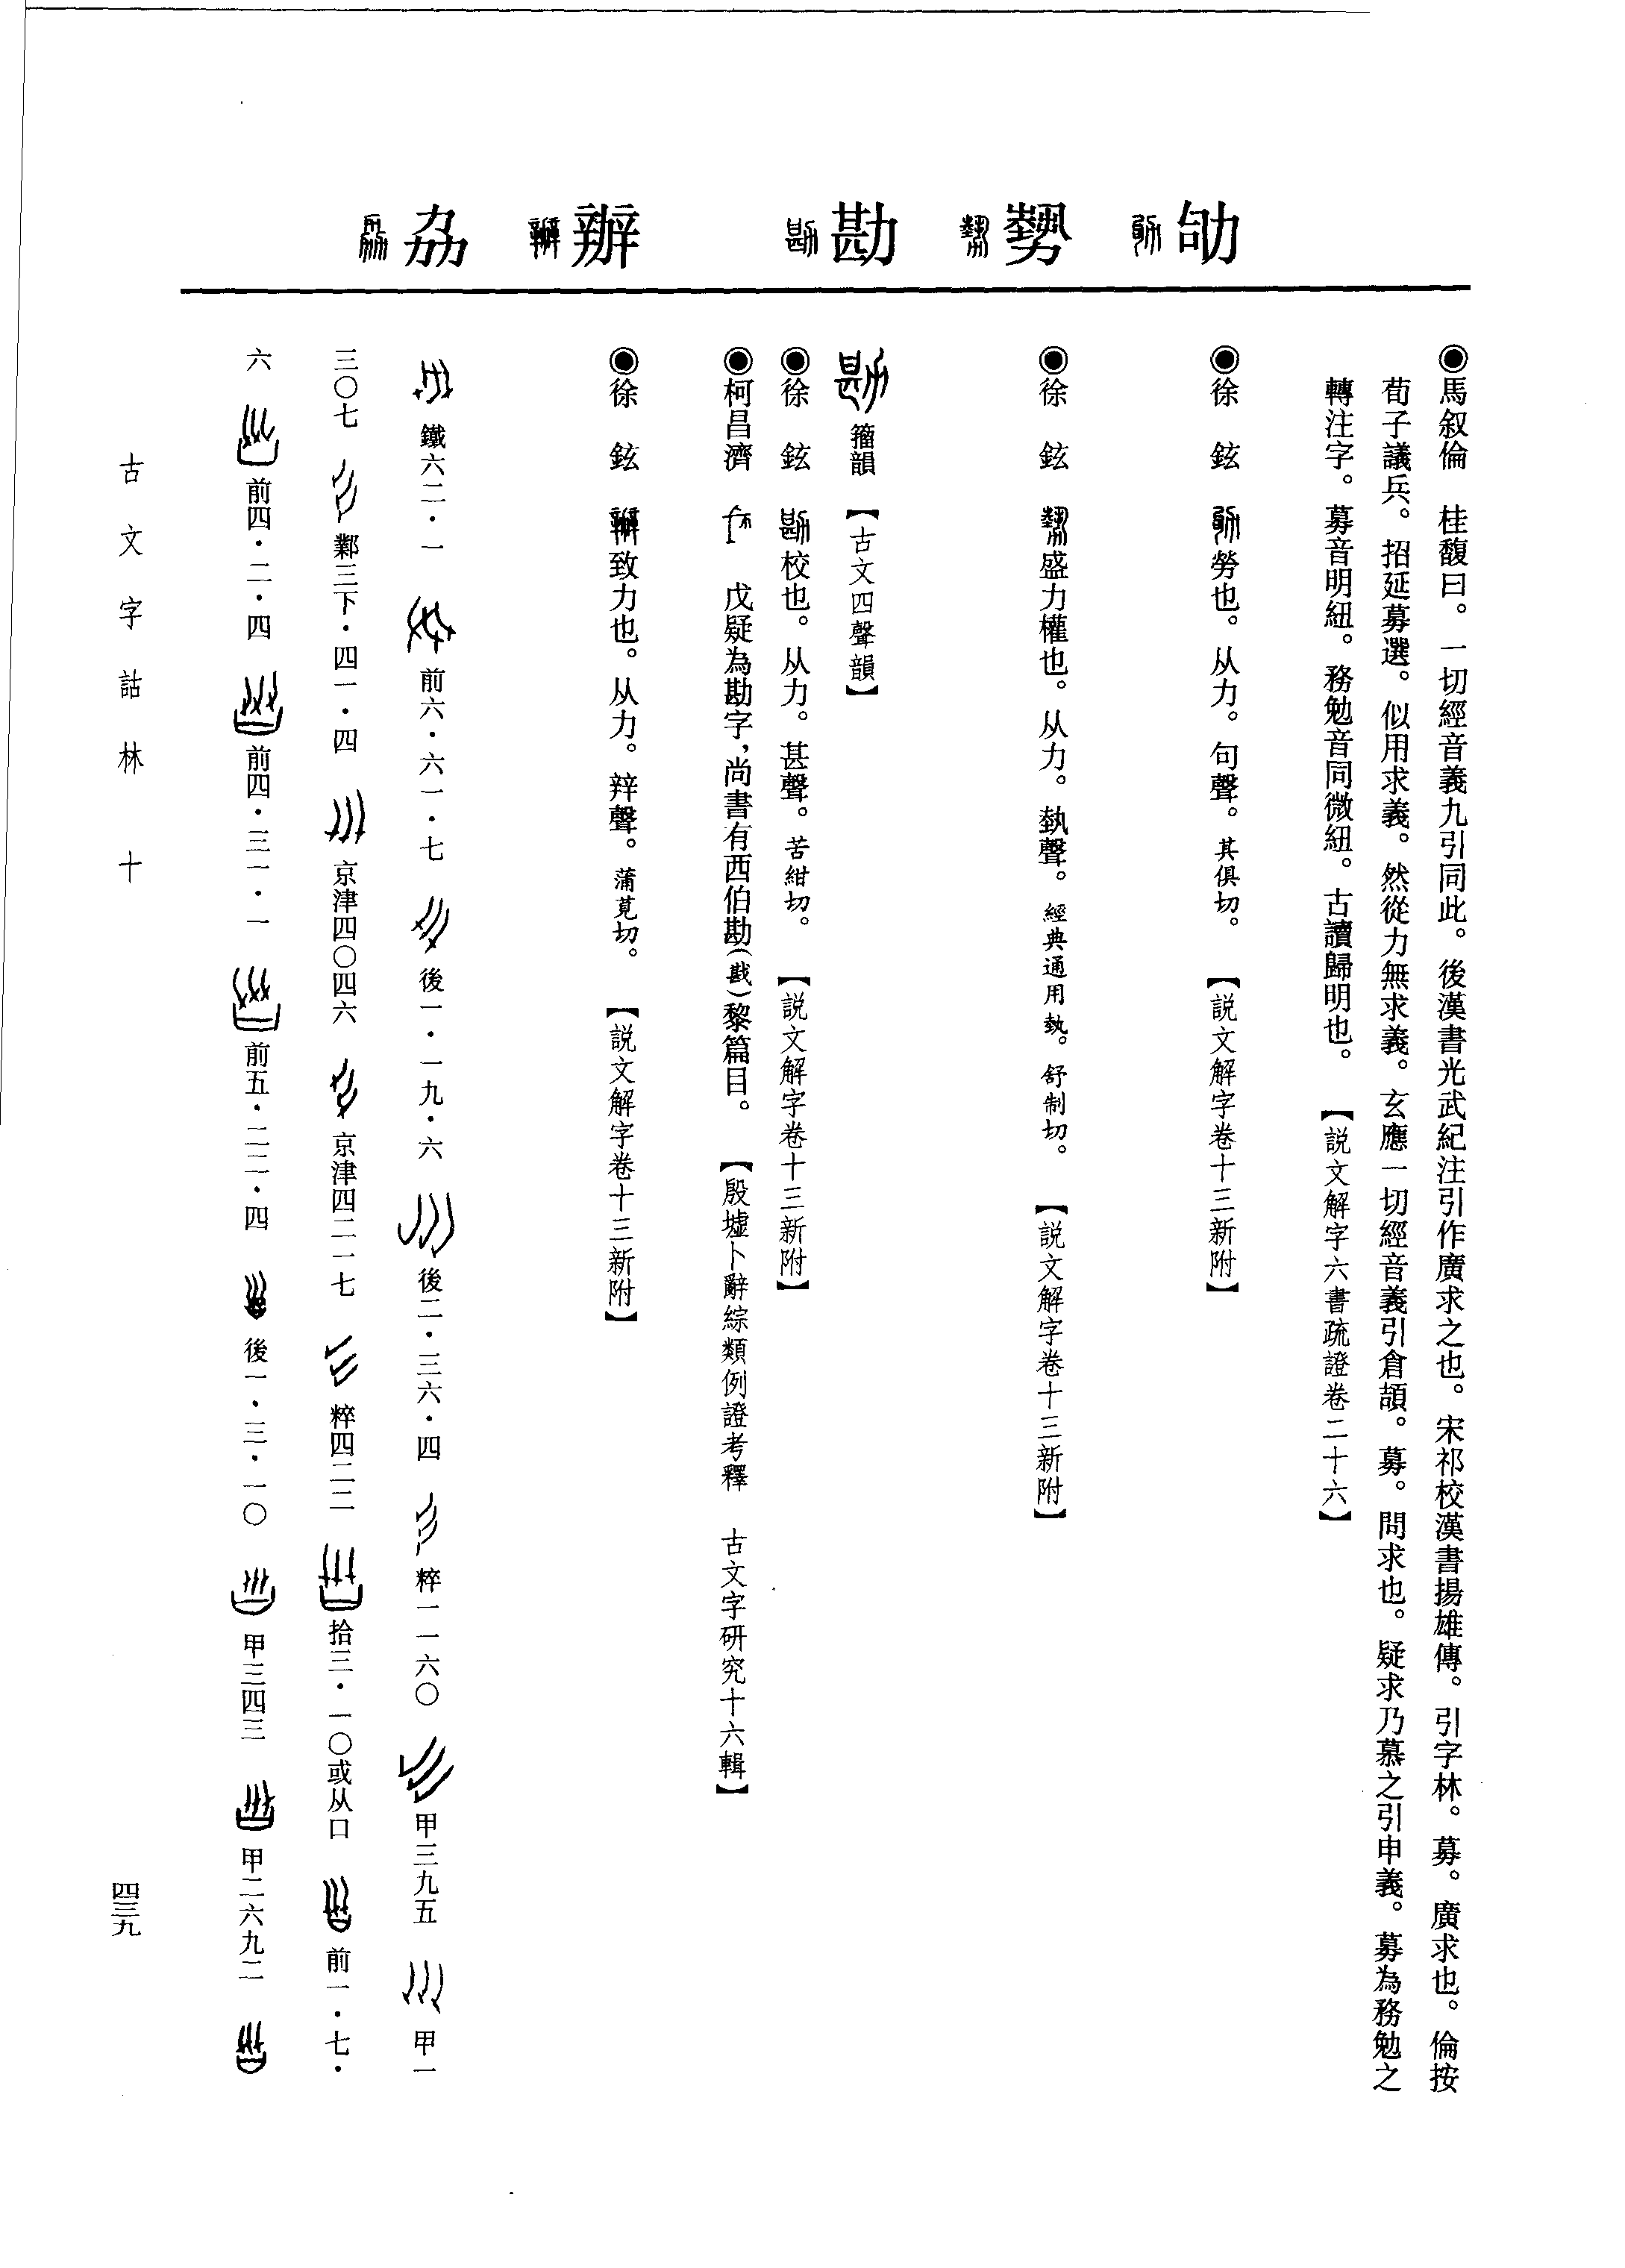 劬
勢
勘
辦
劦
◉馬叙倫　桂馥曰。一切經音義九引同此。後漢書光武紀注引作廣求之也。宋祁校漢書揚雄傳。引字林。募。廣求也。倫按
荀子議兵。招延募選。似用求義。然從力無求義。玄應一切經音義引倉頡。募。問求也。疑求乃慕之引申義。募為務勉之
轉注字。募音明紐。務勉音同微紐。古讀歸明也。　【説文解字六書疏證卷二十六】
◉徐　鉉　勞也。从力。句聲。其俱切。　【説文解字卷十三新附】
◉徐　鉉　盛力權也。从力。埶聲。經典通用埶。舒制切。　【説文解字卷十三新附】
籀韻　【古文四聲韻】
◉徐　鉉　校也。从力。甚聲。苦紺切。　【説文解字卷十三新附】
◉柯昌濟　戊疑為勘字，尚書有西伯勘（戡）黎篇目。　【殷墟卜辭綜類例證考釋　古文字研究十六輯】
◉徐　鉉　致力也。从力。辡聲。蒲莧切。　【説文解字卷十三新附】
鐵六二・一　前六・六一・七　後一・一九・六　後二・三六・四　粹一一六〇　甲三九五　甲一
三〇七　鄴三下・四一・四　京津四〇四六　京津四二一七　粹四二二　拾三・一〇或从口　前一・七・
六　前四・二・四　前四・三一・一　前五・二二・四　後一・三・一〇　甲三四三　甲二六九二
古文字詁林　十
四三九